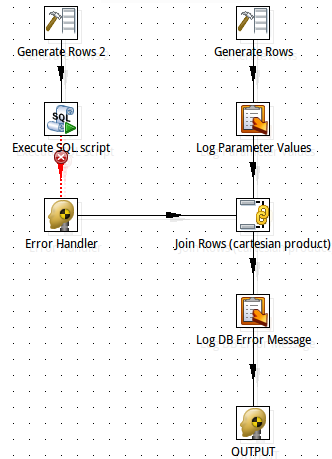 Generate Rows 2
Generate Rows
SQL
Execute SQL script
Log Parameter Values
Error Handler
Join Rows (cartesian product)
Log DB Error Message
OUTPUT